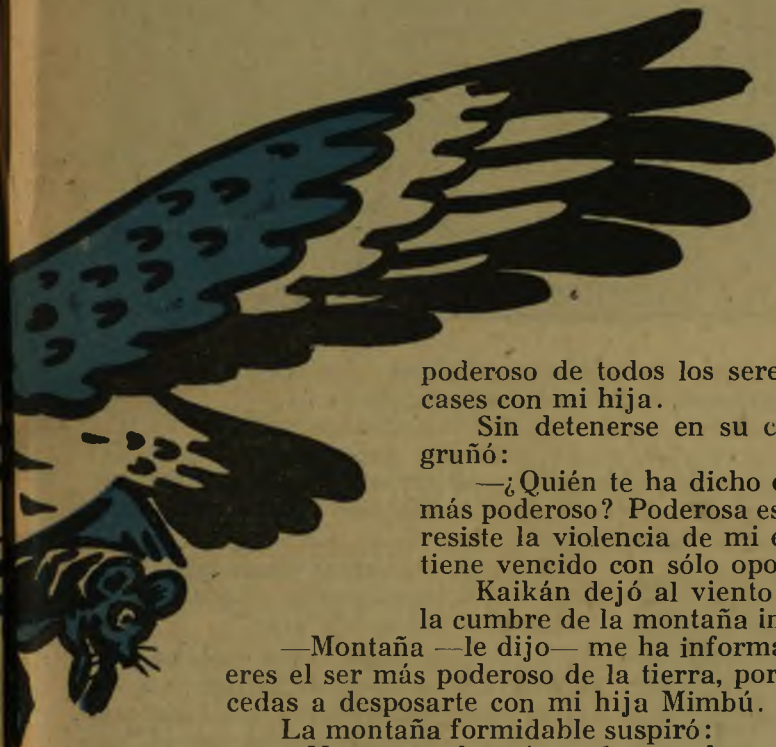 poderoso de todos los sere
cases con mi hija.
Sin detenerse en su c
gruñó:
—¿Quién te ha dicho
más poderoso? Poderosa es
resiste la violencia de mi e
tiene vencido con sólo opo
Kaikán dejó al viento
la cumbre de la montaña in
—Montaña —le dijo— me ha informa
eres el ser más poderoso de la tierra, por
cedas a desposarte con mi hija Mimbú.
La montaña formidable suspiró: